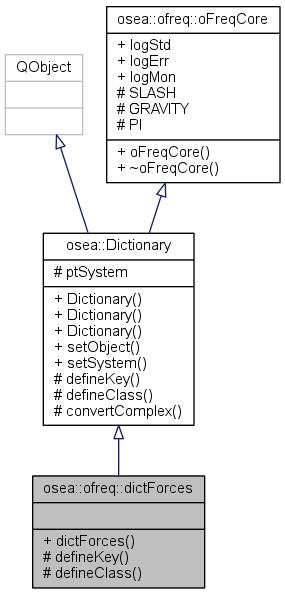 osea::ofreq::oFreqCore
+ logStd
+ logErr
+ logMon
# SLASH
# GRAVITY
# PI
+ oFreqCore()
+ ~oFreqCore()
QObject
osea::Dictionary
# ptSystem
+ Dictionary()
+ Dictionary()
+ Dictionary()
+ setObject()
+ setSystem()
# defineKey()
# defineClass()
# convertComplex()
osea::ofreq::dictForces
+ dictForces()
# defineKey()
# defineClass()